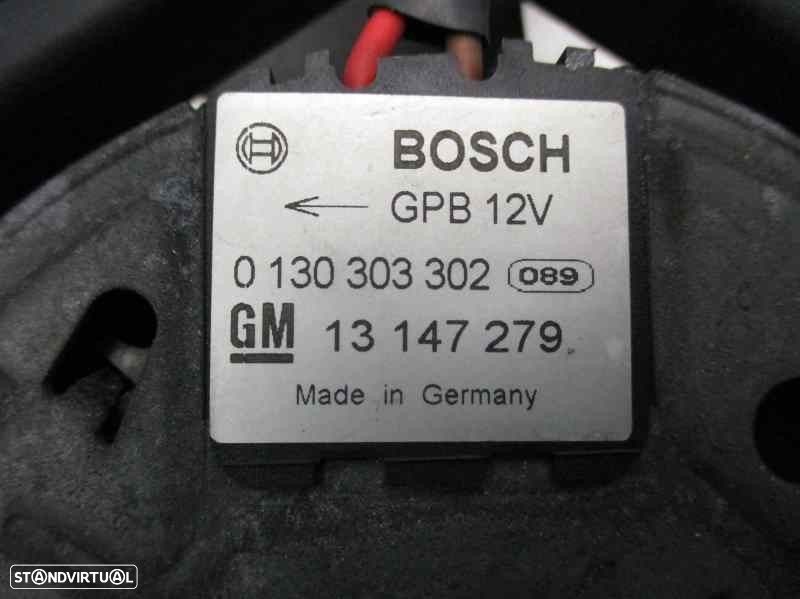 BOSCH
GPB 12V
0 130 303 302 089
GM 13 147 279
Made in Germany
STANDVIRTUAL